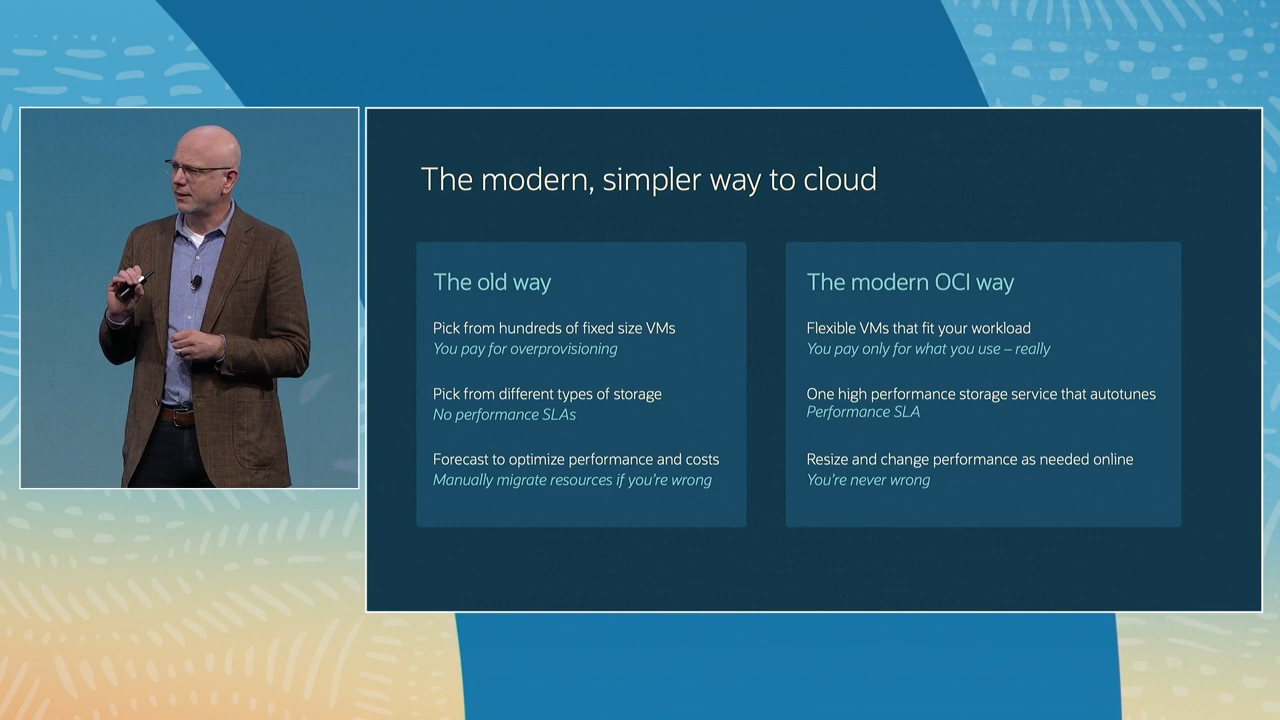 The modern, simpler way to cloud
The old way
Pick from hundreds of fixed size VMs
You pay for overprovisioning
Pick from different types of storage
No performance SLAs
Forecast to optimize performance and costs
Manually migrate resources if you're wrong
The modern OCI way
Flexible VMs that fit your workload
You pay only for what you use – really
One high performance storage service that autotunes
Performance SLA
Resize and change performance as needed online
You're never wrong